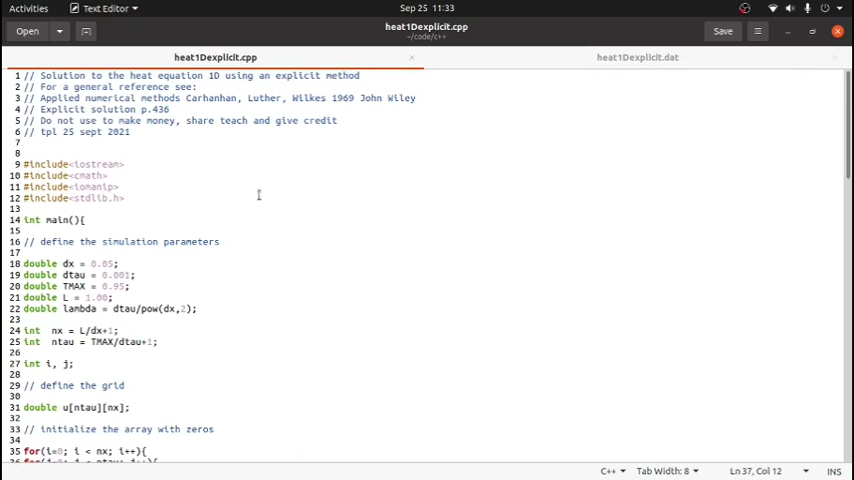 Activities Text Editor Sep 25 11:33
Open heat1Dexplicit.cpp Save
~/code/c++
heat1Dexplicit.cpp heat1Dexplicit.dat
1 // Solution to the heat equation 1D using an explicit method
2 // For a general reference see:
3 // Applied numerical methods Carhanhan, Luther, Wilkes 1969 John Wiley
4 // Explicit solution p.436
5 // Do not use to make money, share teach and give credit
6 // tpl 25 sept 2021
7
8
9 #include<iostream>
10 #include<cmath>
11 #include<iomanip>
12 #include<stdlib.h>
13
14 int main(){
15
16 // define the simulation parameters
17
18 double dx = 0.05;
19 double dtau = 0.001;
20 double TMAX = 0.95;
21 double L = 1.00;
22 double lambda = dtau/pow(dx,2);
23
24 int  nx = L/dx+1;
25 int  ntau = TMAX/dtau+1;
26
27 int i, j;
28
29 // define the grid
30
31 double u[ntau][nx];
32
33 // initialize the array with zeros
34
35 for(i=0; i < nx; i++){
C++ Tab Width: 8 Ln 37, Col 12 INS